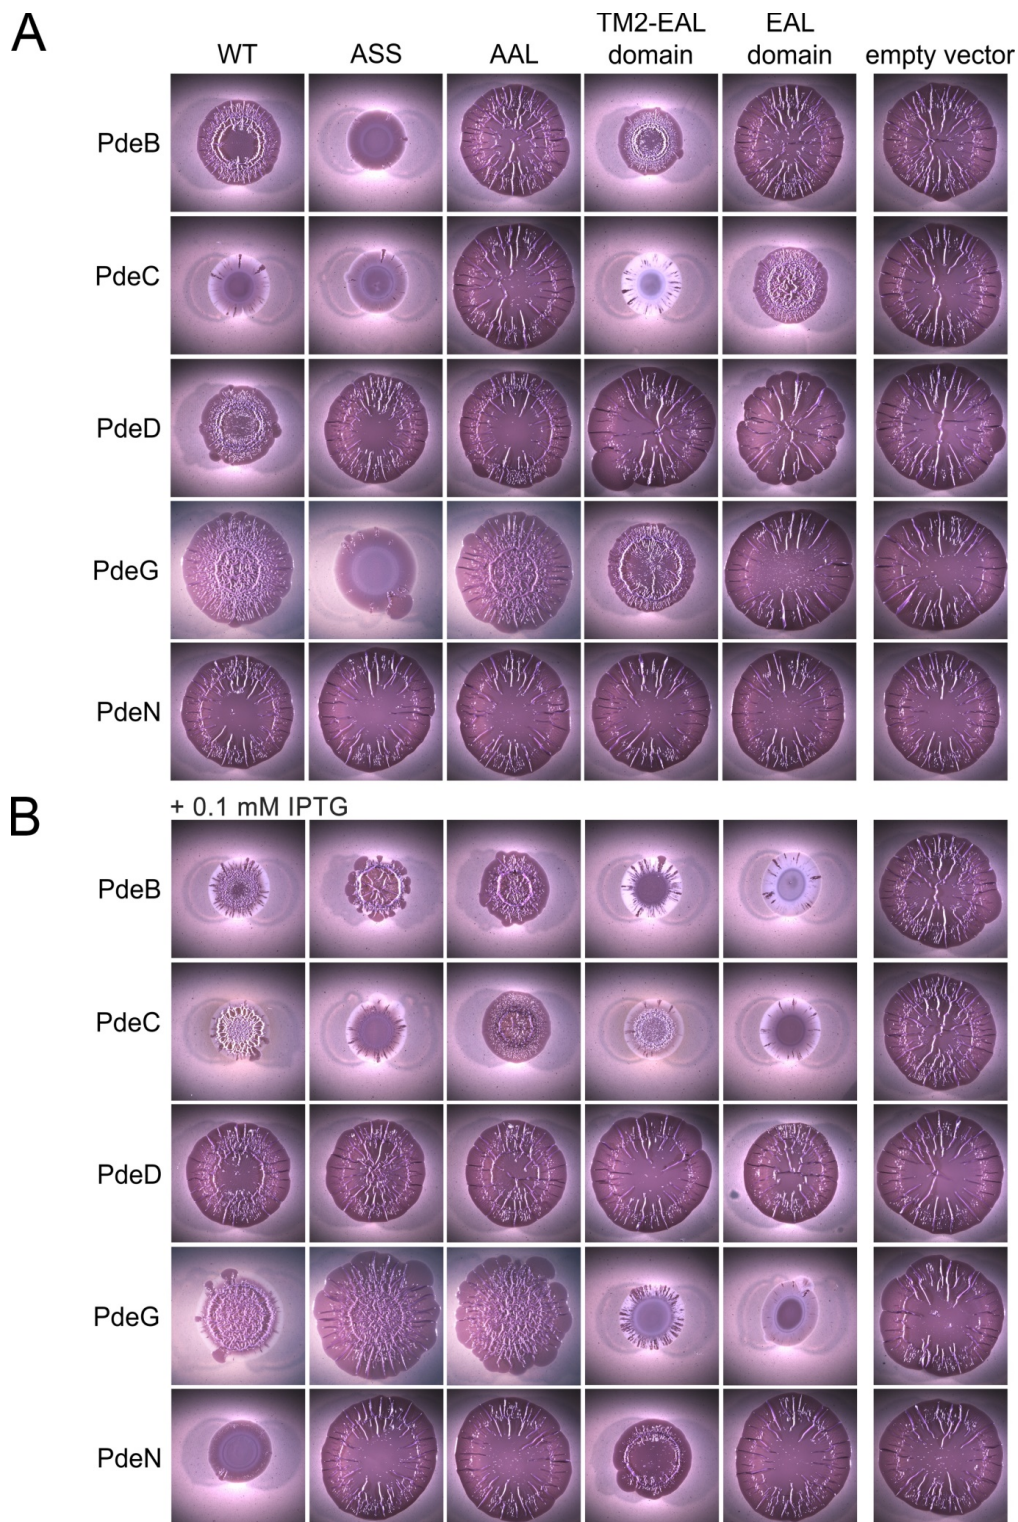 A
WT ASS AAL TM2-EAL domain EAL domain empty vector
PdeB
PdeC
PdeD
PdeG
PdeN
B
+ 0.1 mM IPTG
PdeB
PdeC
PdeD
PdeG
PdeN